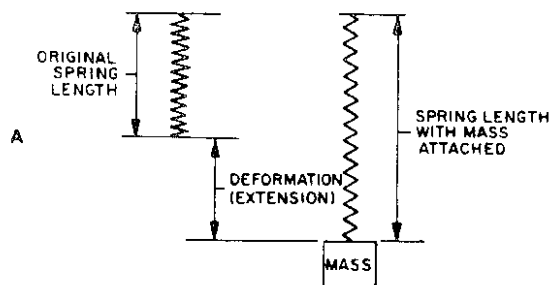 ORIGINAL
SPRING
LENGTH
A
SPRING LENGTH
WITH MASS
ATTACHED
DEFORMATION
(EXTENSION)
MASS